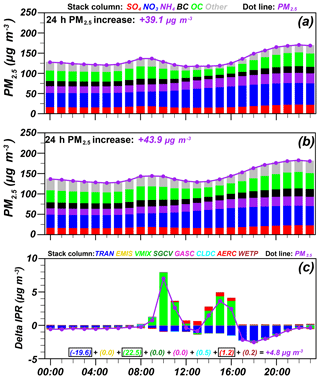 Stack column: SO4 NO3 NH4 BC OC Other Dot line: PM2.5
250
(a)
24 h PM2.5 increase: +39.1 μg m-3
200
150
100
50
0
PM2.5 (μg m-3)
250
(b)
24 h PM2.5 increase: +43.9 μg m-3
200
150
100
50
0
PM2.5 (μg m-3)
Stack column:TRAN EMIS VMIX SGCV GASC CLDC AERC WETP Dot line: PM2.5
10
(c)
5
0
-5
Delta IPR (μg m-3)
(-19.6) + (0.0) + (22.5) + (0.0) + (0.0) + (0.5) + (1.2) + (0.2) = +4.8 μg m-3
00:00 04:00 08:00 12:00 16:00 20:00